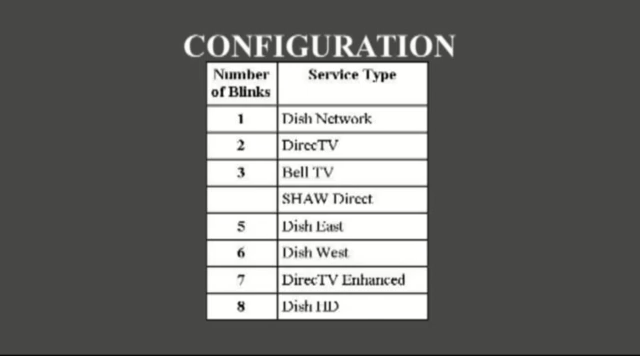 CONFIGURATION
Number of Blinks Service Type
1 Dish Network
2 DirecTV
3 Bell TV
SHAW Direct
5 Dish East
6 Dish West
7 DirecTV Enhanced
8 Dish HD